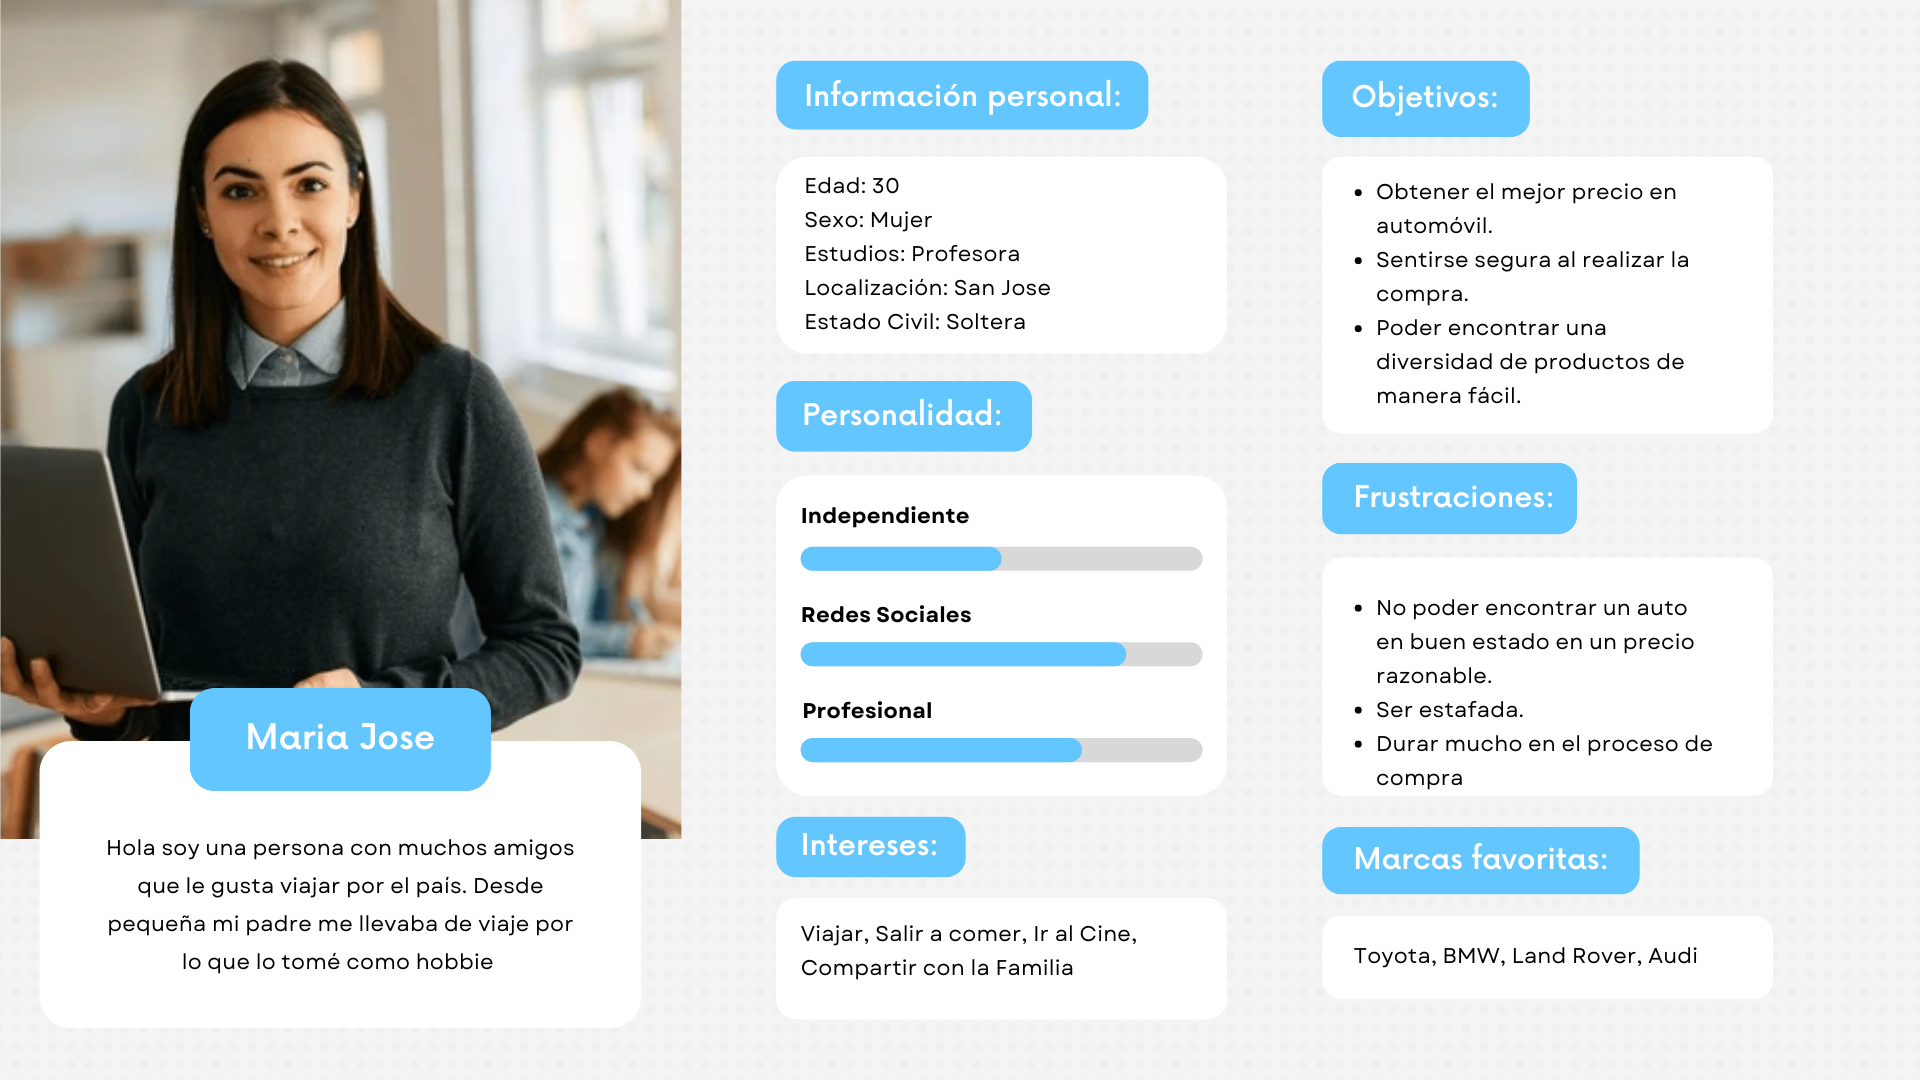 Maria Jose
Hola soy una persona con muchos amigos
que le gusta viajar por el país. Desde
pequeña mi padre me llevaba de viaje por
lo que lo tomé como hobbie
Información personal:
Edad: 30
Sexo: Mujer
Estudios: Profesora
Localización: San Jose
Estado Civil: Soltera
Personalidad:
Independiente
Redes Sociales
Profesional
Intereses:
Viajar, Salir a comer, Ir al Cine,
Compartir con la Familia
Objetivos:
• Obtener el mejor precio en
automóvil.
• Sentirse segura al realizar la
compra.
• Poder encontrar una
diversidad de productos de
manera fácil.
Frustraciones:
• No poder encontrar un auto
en buen estado en un precio
razonable.
• Ser estafada.
• Durar mucho en el proceso de
compra
Marcas favoritas:
Toyota, BMW, Land Rover, Audi